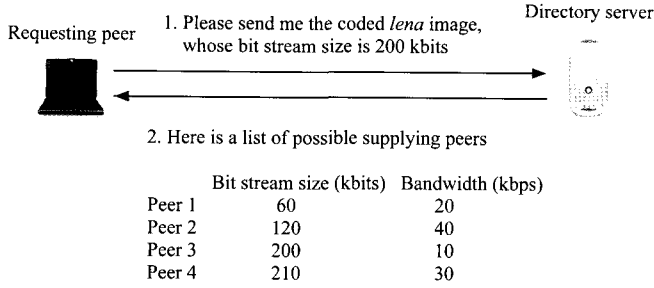 Directory server
Requesting peer
1. Please send me the coded lena image,
whose bit stream size is 200 kbits
2. Here is a list of possible supplying peers
Bit stream size (kbits) Bandwidth (kbps)
Peer 1 60 20
Peer 2 120 40
Peer 3 200 10
Peer 4 210 30